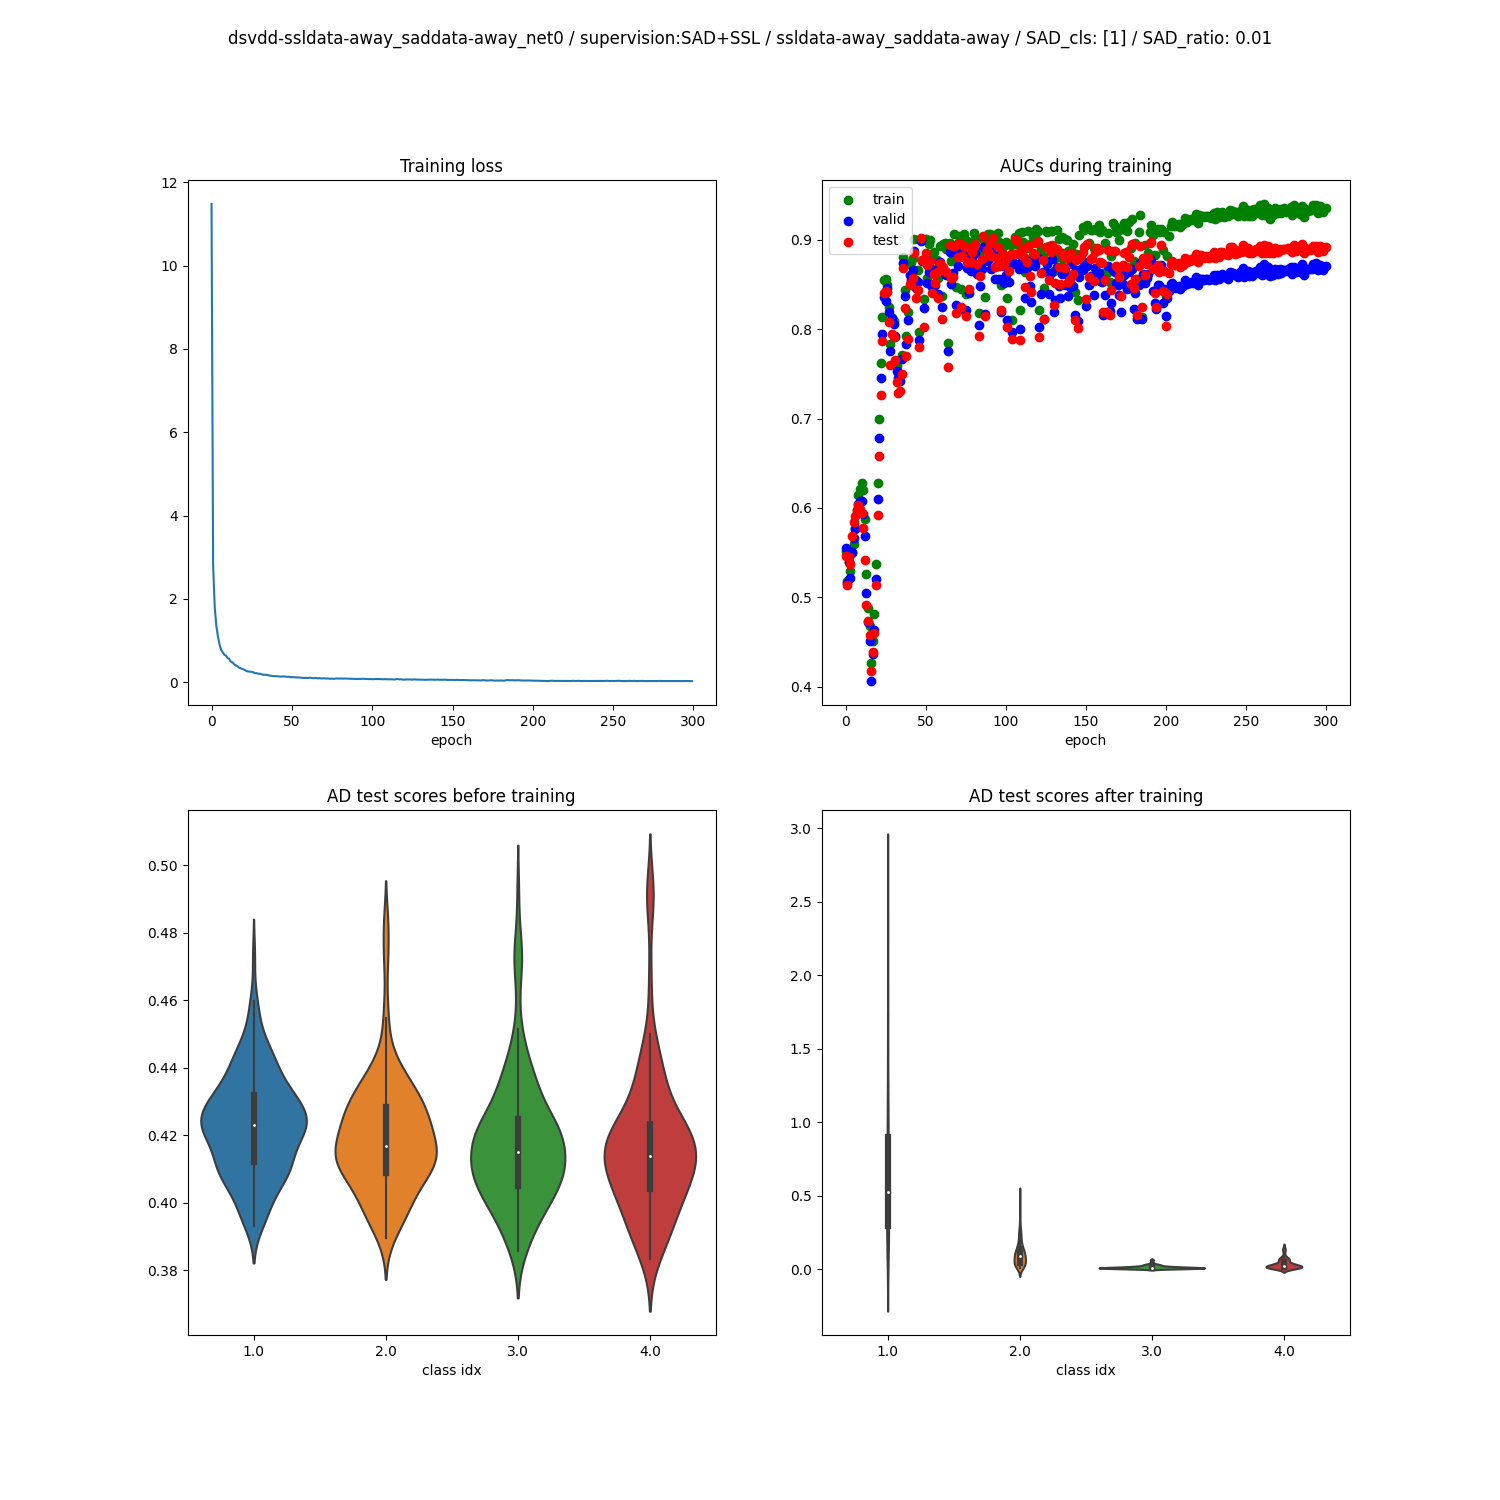 dsvdd-ssldata-away_saddata-away_net0 / supervision:SAD+SSL / ssldata-away_saddata-away / SAD_cls: [1] / SAD_ratio: 0.01
Training loss
12
10
8
6
4
2
0
0 50 100 150 200 250 300
epoch
AUCs during training
train
valid
test
0.9
0.8
0.7
0.6
0.5
0.4
0 50 100 150 200 250 300
epoch
AD test scores before training
0.50
0.48
0.46
0.44
0.42
0.40
0.38
1.0 2.0 3.0 4.0
class idx
AD test scores after training
3.0
2.5
2.0
1.5
1.0
0.5
0.0
1.0 2.0 3.0 4.0
class idx